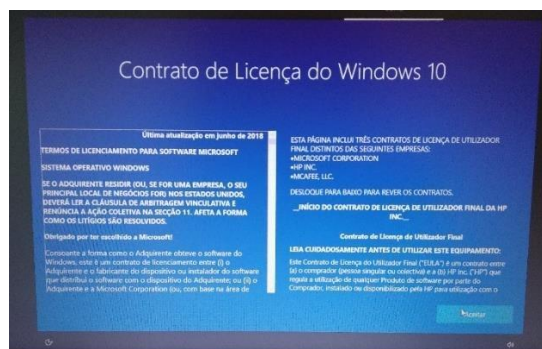 Contrato de Licença do Windows 10
Última atualização em Junho de 2018
TERMOS DE LICENCIAMENTO PARA SOFTWARE MICROSOFT
SISTEMA OPERATIVO WINDOWS
SE O ADQUIRENTE RESIDIR (OU, SE FOR UMA EMPRESA, O SEU
PRINCIPAL LOCAL DE NEGÓCIOS FOR) NOS ESTADOS UNIDOS,
DEVERÁ LER A CLÁUSULA DE ARBITRAGEM VINCULATIVA E
RENÚNCIA A AÇÃO COLETIVA NA SECÇÃO 11. AFETA A FORMA
COMO OS LITÍGIOS SÃO RESOLVIDOS.
Obrigado por ter escolhido a Microsoft!
Consoante a forma como o Adquirente obteve o software do
Windows, este é um contrato de licenciamento entre (i) o
Adquirente e o fabricante do dispositivo ou instalador do software
que distribui o software com o dispositivo do Adquirente; ou (ii) o
Adquirente e a Microsoft Corporation (ou, com base na área de
ESTA PÁGINA INCLUI TRÊS CONTRATOS DE LICENÇA DE UTILIZADOR
FINAL DISTINTOS DAS SEGUINTES EMPRESAS:
•MICROSOFT CORPORATION
•HP INC.
•MCAFEE, LLC.
DESLOQUE PARA BAIXO PARA REVER OS CONTRATOS.
__INÍCIO DO CONTRATO DE LICENÇA DE UTILIZADOR FINAL DA HP
INC.__
Contrato de Licença de Utilizador Final
LEIA CUIDADOSAMENTE ANTES DE UTILIZAR ESTE EQUIPAMENTO:
Este Contrato de Licença do Utilizador Final ("EULA") é um contrato entre
(a) o comprador (pessoa singular ou colectiva) e a (b) HP Inc. ("HP") que
regula a utilização de qualquer Produto de software por parte do
Comprador, instalado ou disponibilizado pela HP para utilização com o
Aceitar